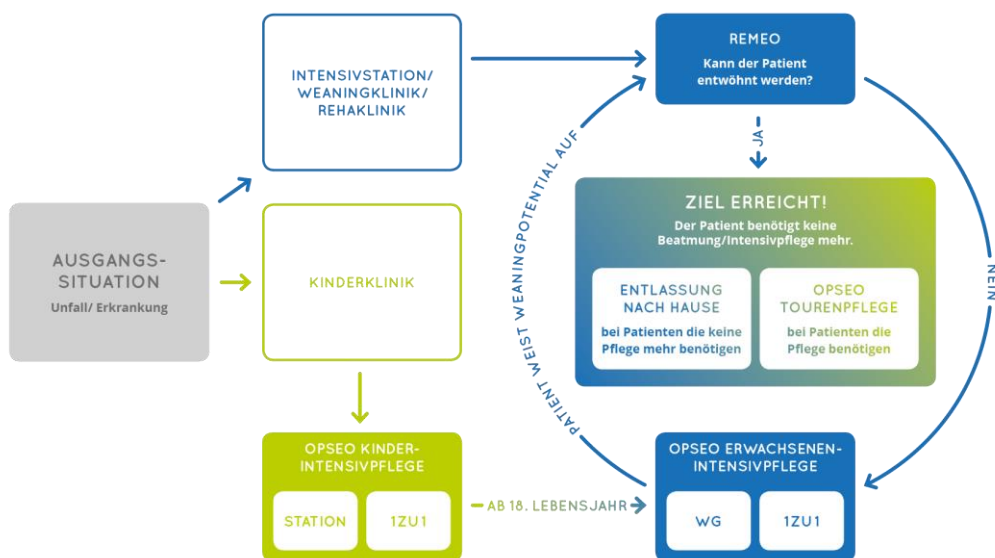 AUSGANGS-
SITUATION
Unfall/ Erkrankung
INTENSIVSTATION/
WEANINGKLINIK/
REHAKLINIK
KINDERKLINIK
OPSEO KINDER-
INTENSIVPFLEGE
STATION
1ZU1
AB 18. LEBENSJAHR
OPSEO ERWACHSENEN-
INTENSIVPFLEGE
WG
1ZU1
PATIENT WEIST WEANINGPOTENTIAL AUF
REMEO
Kann der Patient
entwöhnt werden?
JA
NEIN
ZIEL ERREICHT!
Der Patient benötigt keine
Beatmung/Intensivpflege mehr.
ENTLASSUNG
NACH HAUSE
bei Patienten die keine
Pflege mehr benötigen
OPSEO
TOURENPFLEGE
bei Patienten die
Pflege benötigen